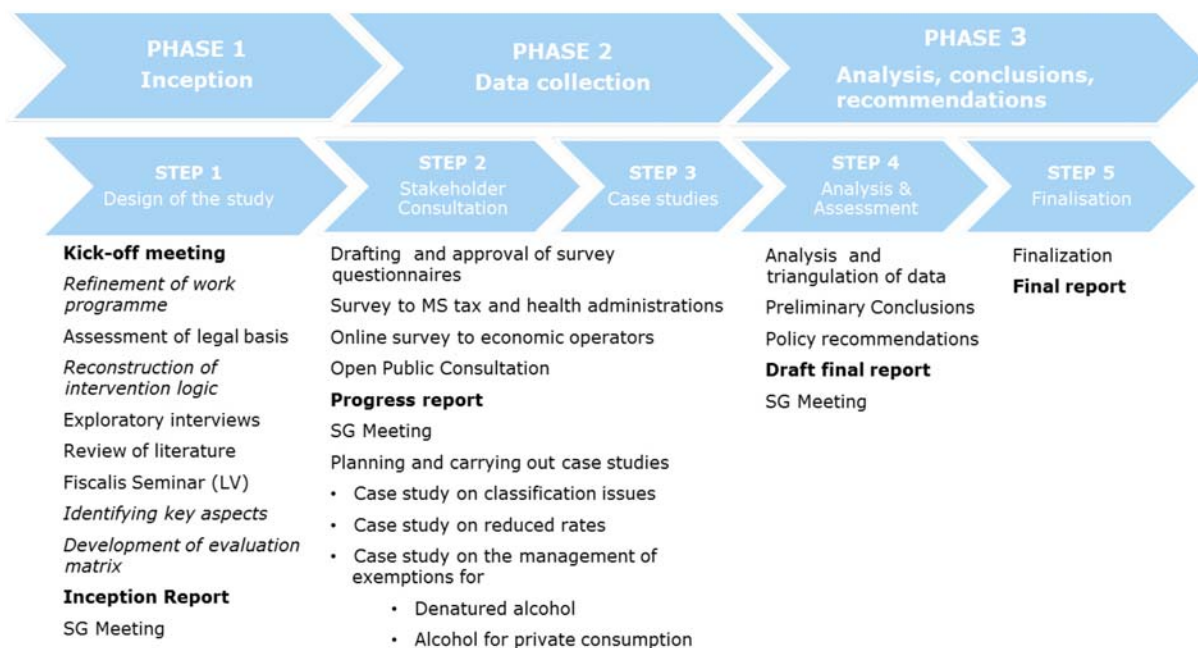 PHASE 1
Inception
PHASE 2
Data collection
PHASE 3
Analysis, conclusions,
recommendations
STEP 1
Design of the study
STEP 2
Stakeholder
Consultation
STEP 3
Case studies
STEP 4
Analysis &
Assessment
STEP 5
Finalisation
Kick-off meeting
Refinement of work
programme
Assessment of legal basis
Reconstruction of
intervention logic
Exploratory interviews
Review of literature
Fiscalis Seminar (LV)
Identifying key aspects
Development of evaluation
matrix
Inception Report
SG Meeting
Drafting and approval of survey
questionnaires
Survey to MS tax and health administrations
Online survey to economic operators
Open Public Consultation
Progress report
SG Meeting
Planning and carrying out case studies
• Case study on classification issues
• Case study on reduced rates
• Case study on the management of
exemptions for
• Denatured alcohol
• Alcohol for private consumption
Analysis and
triangulation of data
Preliminary Conclusions
Policy recommendations
Draft final report
SG Meeting
Finalization
Final report